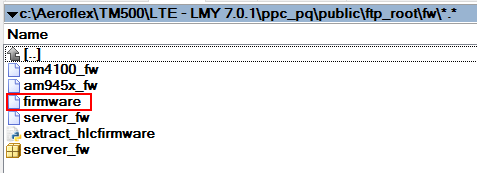 c:\Aeroflex\TM500\LTE - LMY 7.0.1\ppc_pq\public\ftp_root\fw\*.*
Name
[..]
am4100_fw
am945x_fw
firmware
server_fw
extract_hlcfirmware
server_fw